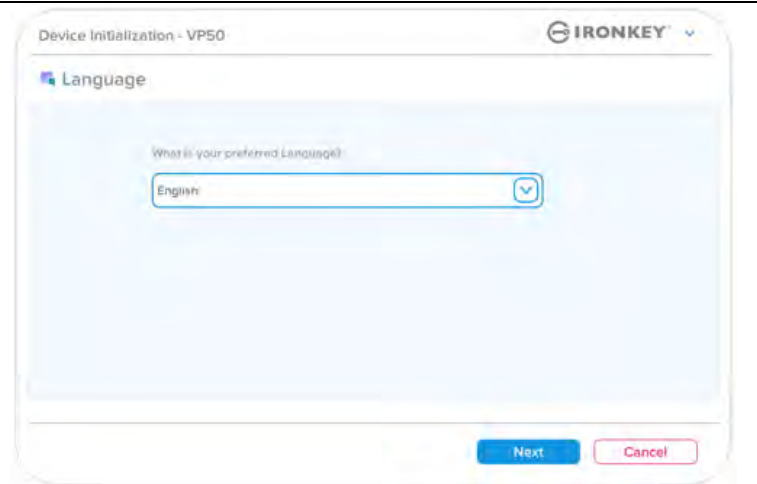 Device Initialization - VP50
IRONKEY
Language
What is your preferred Language?
English
Next
Cancel